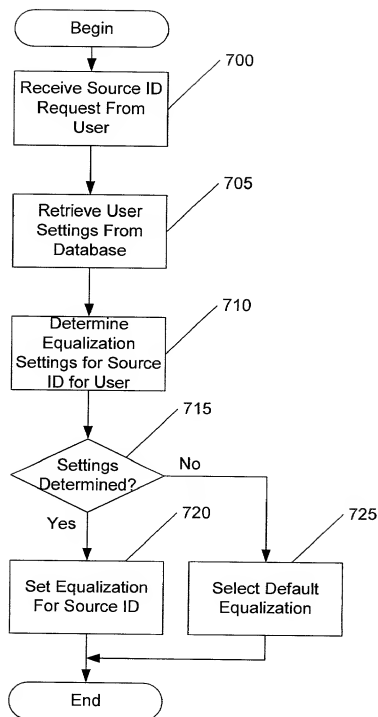 Begin
700
Receive Source ID
Request From
User
705
Retrieve User
Settings From
Database
710
Determine
Equalization
Settings for Source
ID for User
715
Settings
Determined?
No
Yes
720
Set Equalization
For Source ID
725
Select Default
Equalization
End